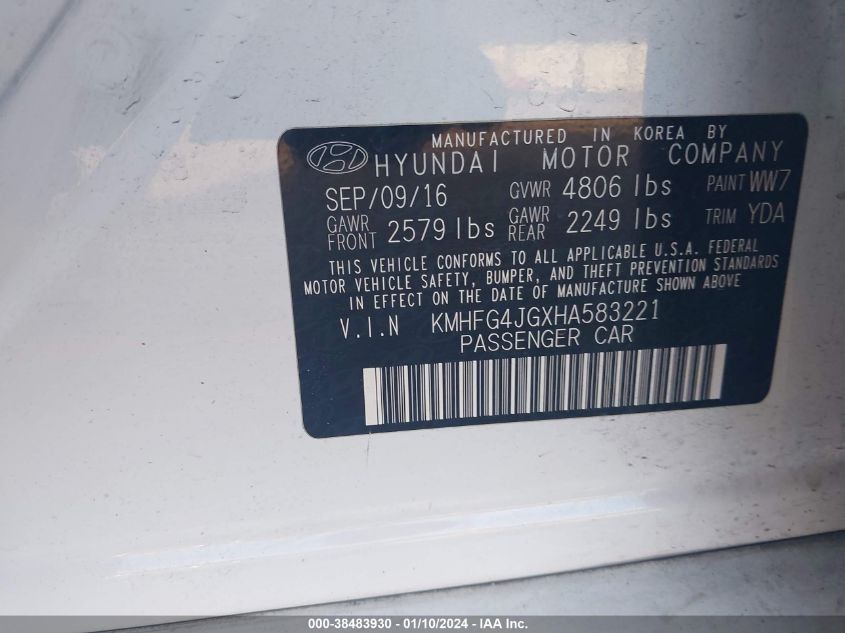 MANUFACTURED IN KOREA BY
HYUNDAI MOTOR COMPANY
SEP/09/16 GVWR 4806 lbs PAINT WW7
GAWR FRONT 2579 lbs GAWR REAR 2249 lbs TRIM YDA
THIS VEHICLE CONFORMS TO ALL APPLICABLE U.S.A. FEDERAL
MOTOR VEHICLE SAFETY, BUMPER, AND THEFT PREVENTION STANDARDS
IN EFFECT ON THE DATE OF MANUFACTURE SHOWN ABOVE
V.I.N KMHFG4JGXHA583221
PASSENGER CAR
000-38483930 - 01/10/2024 - IAA Inc.